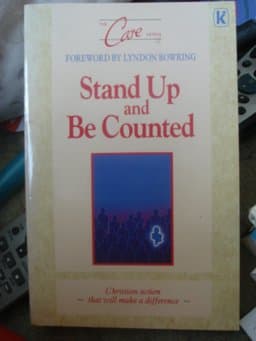 THE
Care
SERIES
K
FOREWORD BY LYNDON BOWRING
Stand Up
and
Be Counted
Christian action
– that will make a difference –